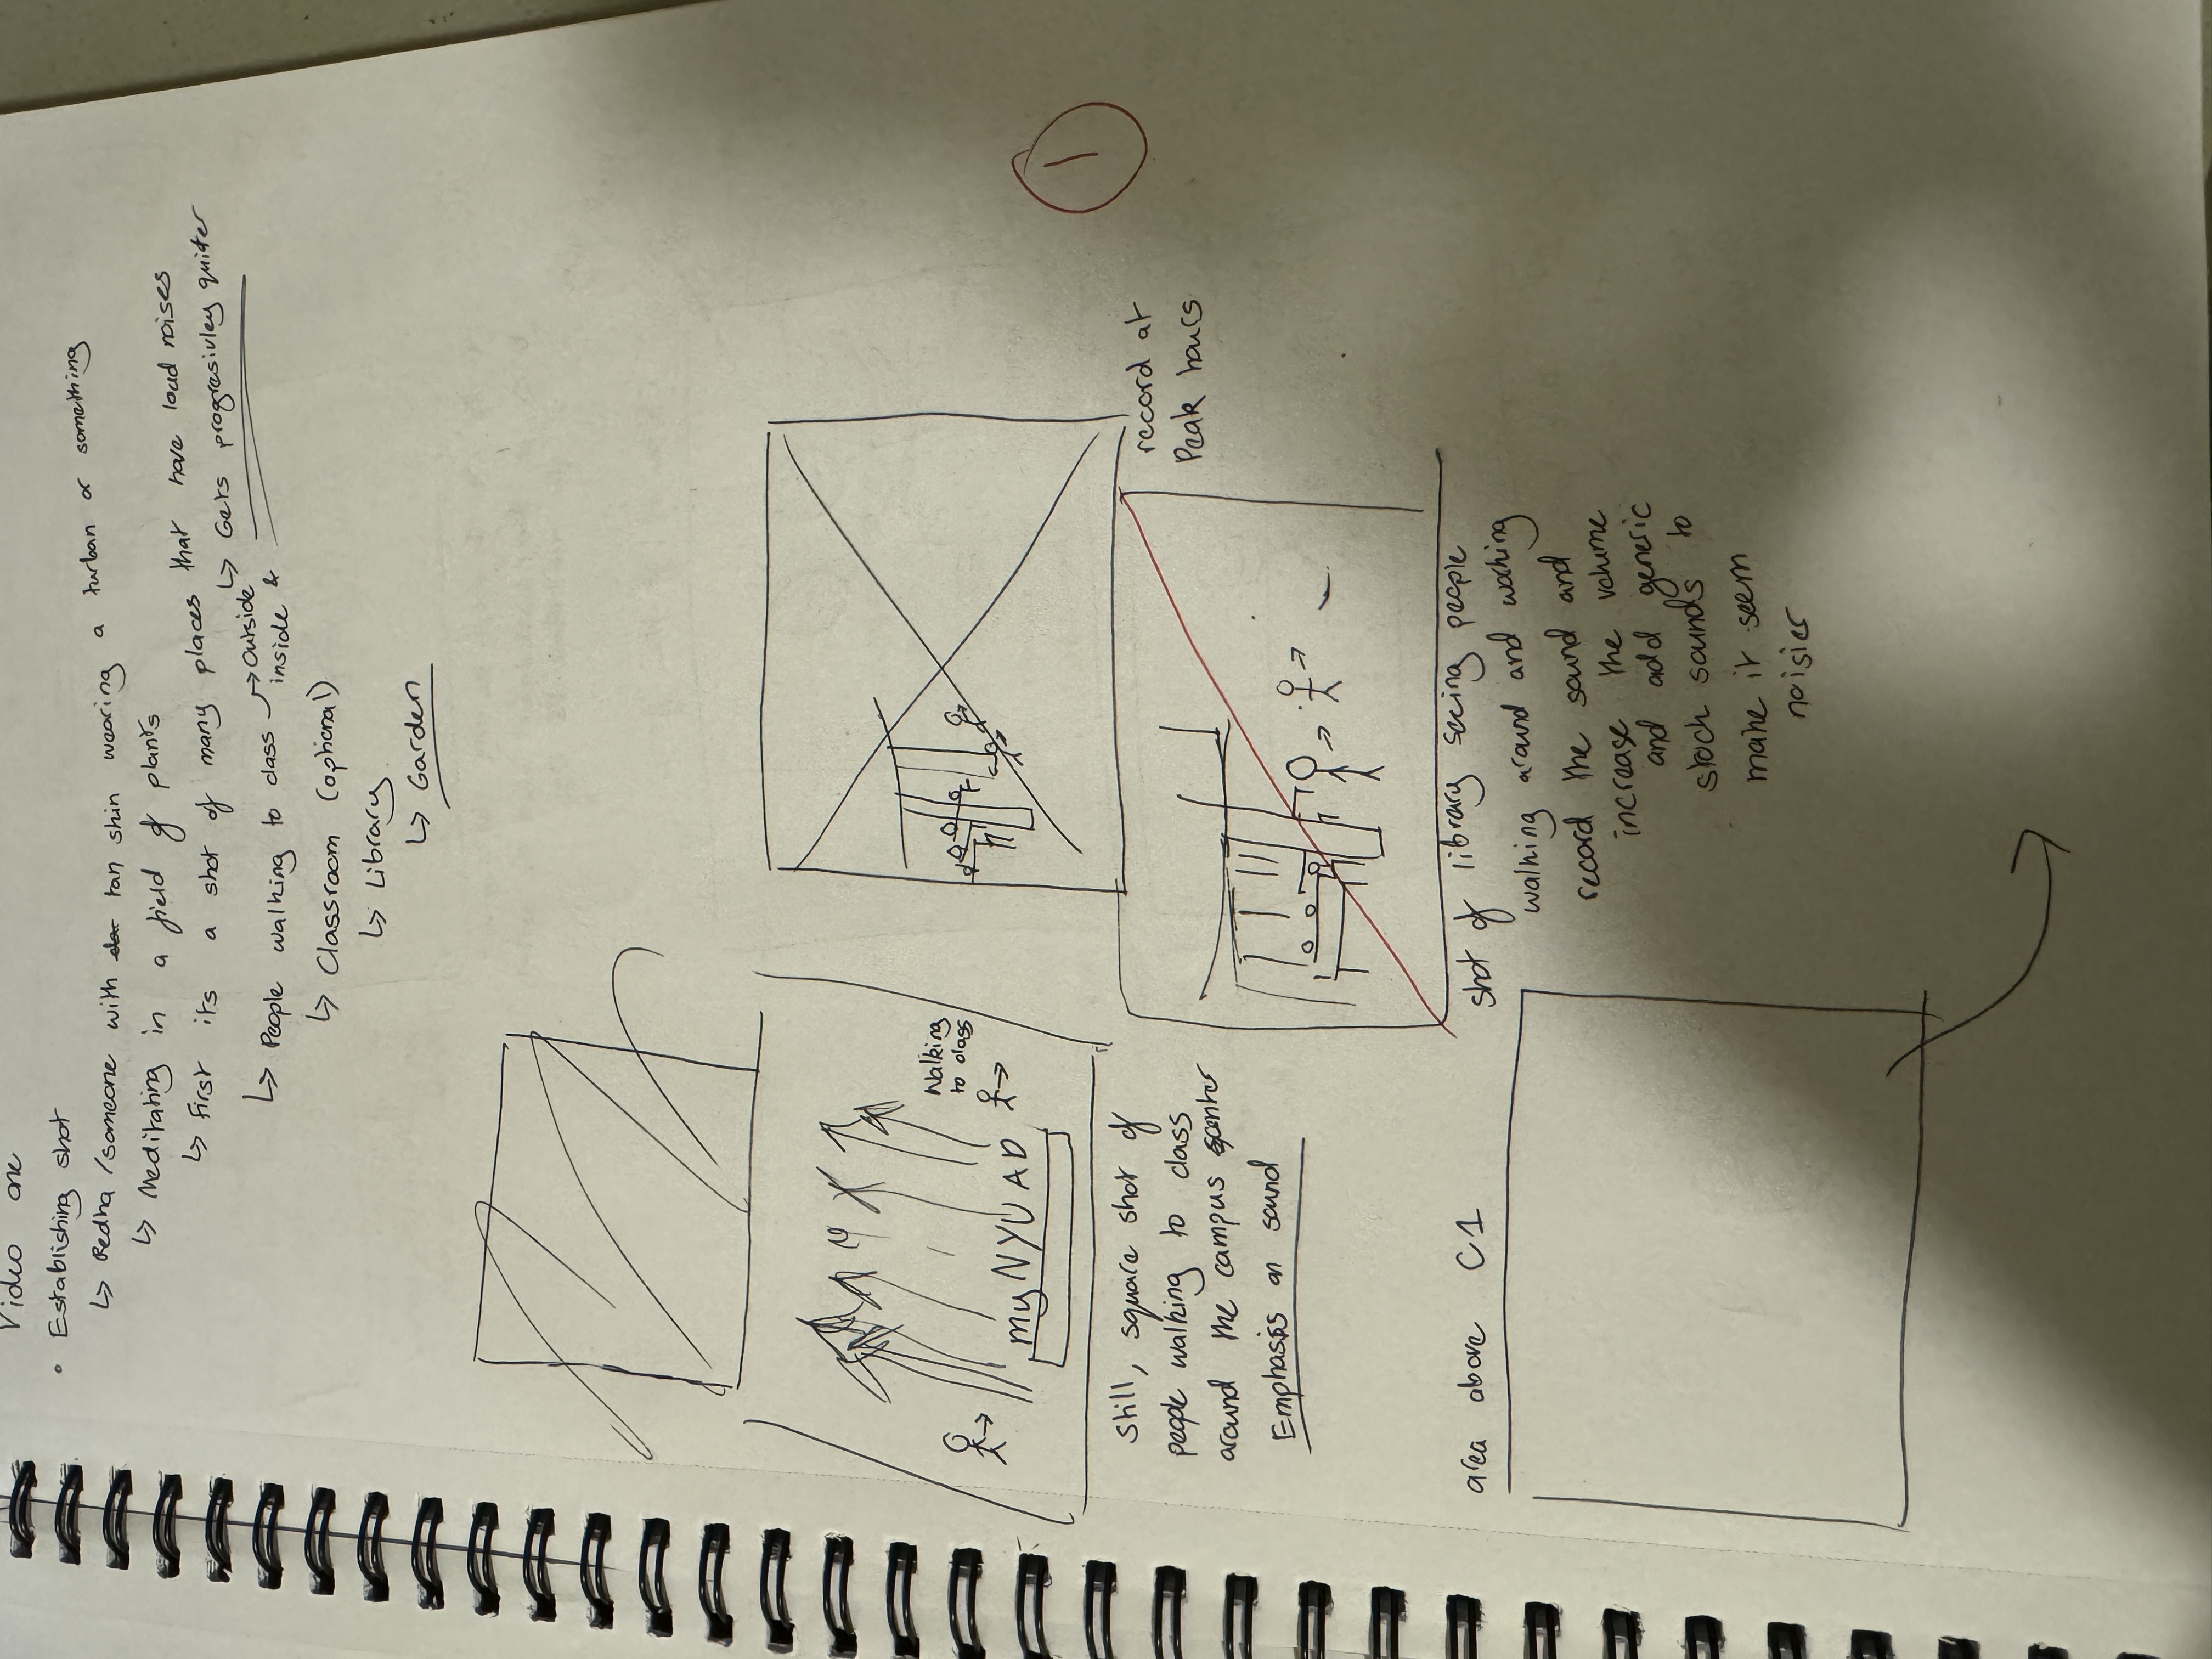 Video one
• Establishing shot
↳ Redha / someone with tan skin wearing a turban or something
↳ Meditating in a field of plants
↳ First its a shot of many places that have loud noises
↳ Gets progresivley quiter
↳ People walking to class → Outside
inside &
↳ Classroom (optional)
↳ Library
↳ Garden
Walking
to class
my NYUAD
Still, square shot of
people walking to class
around the campus center
Emphasis on sound
record at
Peak hours
1
area above C1
shot of library seeing people
walking around and working
record the sound and
increase the volume
and add generic
stock sounds to
make it seem
noisier